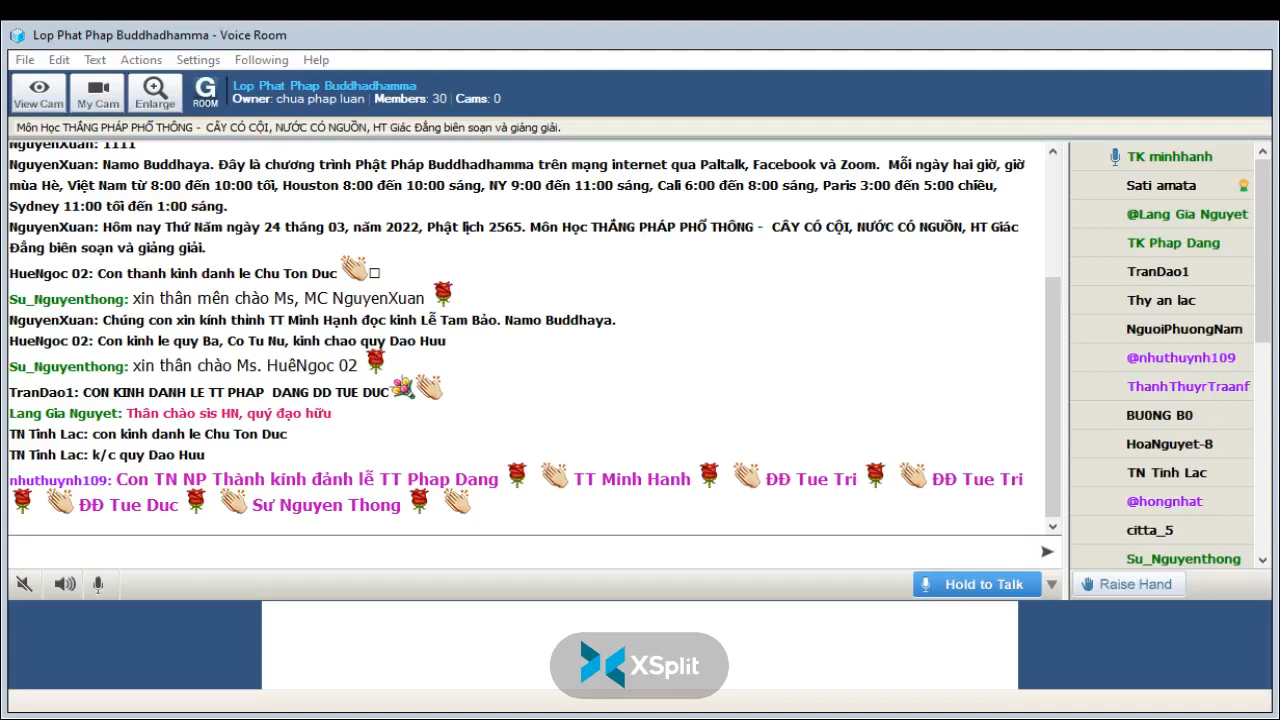 Lop Phat Phap Buddhadhamma - Voice Room
File Edit Text Actions Settings Following Help
View Cam My Cam Enlarge G ROOM
Lop Phat Phap Buddhadhamma
Owner: chua phap luan | Members: 30 | Cams: 0
Môn Học THẮNG PHÁP PHỔ THÔNG - CÂY CÓ CỘI, NƯỚC CÓ NGUỒN, HT Giác Đẳng biên soạn và giảng giải.
NguyenXuan: 1111
NguyenXuan: Namo Buddhaya. Đây là chương trình Phật Pháp Buddhadhamma trên mạng internet qua Paltalk, Facebook và Zoom. Mỗi ngày hai giờ, giờ
mùa Hè, Việt Nam từ 8:00 đến 10:00 tối, Houston 8:00 đến 10:00 sáng, NY 9:00 đến 11:00 sáng, Cali 6:00 đến 8:00 sáng, Paris 3:00 đến 5:00 chiều,
Sydney 11:00 tối đến 1:00 sáng.
NguyenXuan: Hôm nay Thứ Năm ngày 24 tháng 03, năm 2022, Phật lịch 2565. Môn Học THẮNG PHÁP PHỔ THÔNG - CÂY CÓ CỘI, NƯỚC CÓ NGUỒN, HT Giác
Đẳng biên soạn và giảng giải.
HueNgoc 02: Con thanh kinh danh le Chu Ton Duc
Su_Nguyenthong: xin thân mên chào Ms, MC NguyenXuan
NguyenXuan: Chúng con xin kính thỉnh TT Minh Hạnh đọc kinh Lễ Tam Bảo. Namo Buddhaya.
HueNgoc 02: Con kinh le quy Ba, Co Tu Nu, kinh chao quy Dao Huu
Su_Nguyenthong: xin thân chào Ms. HuêNgoc 02
TranDao1: CON KINH DANH LE TT PHAP DANG DD TUE DUC
Lang Gia Nguyet: Thân chào sis HN, quý đạo hữu
TN Tinh Lac: con kinh danh le Chu Ton Duc
TN Tinh Lac: k/c quy Dao Huu
nhuthuynh109: Con TN NP Thành kính đảnh lễ TT Phap Dang TT Minh Hanh ĐĐ Tue Tri ĐĐ Tue Tri
ĐĐ Tue Duc Sư Nguyen Thong
TK minhhanh
Sati amata
@Lang Gia Nguyet
TK Phap Dang
TranDao1
Thy an lac
NguoiPhuongNam
@nhuthuynh109
ThanhThuyrTraanf
BU0NG B0
HoaNguyet-8
TN Tinh Lac
@hongnhat
citta_5
Su_Nguyenthong
Hold to Talk
Raise Hand
XSplit